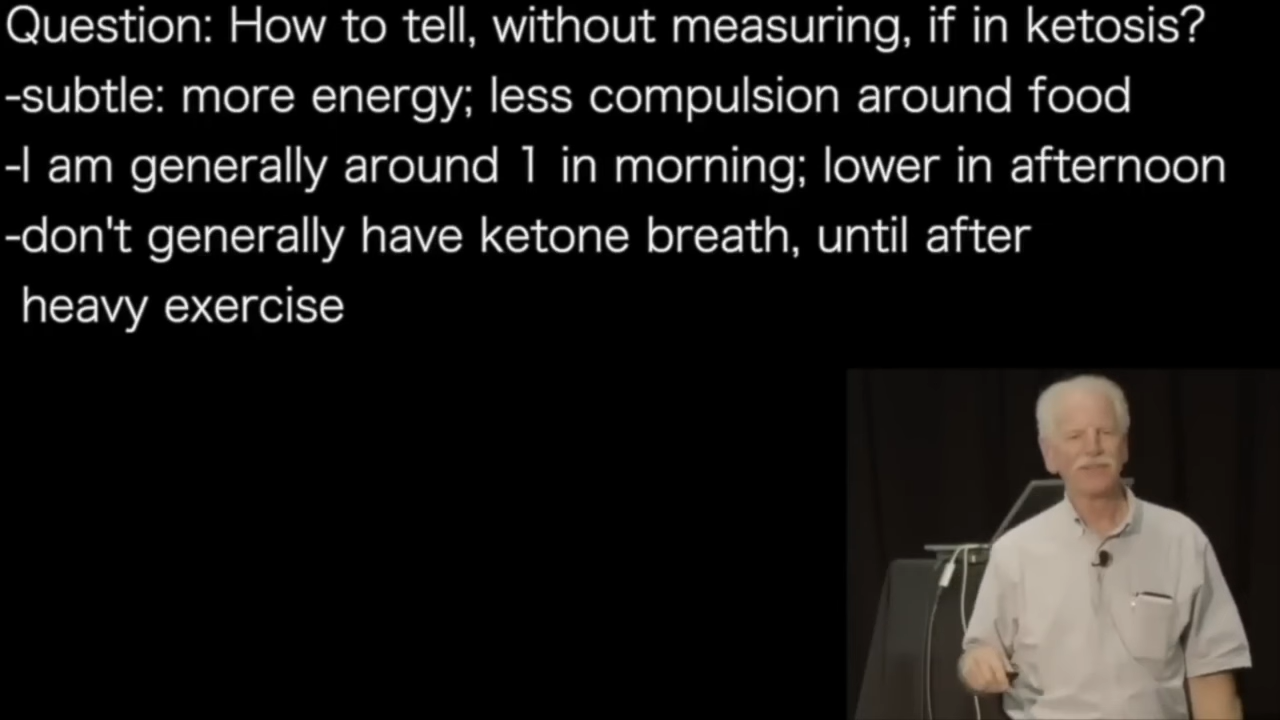 Question: How to tell, without measuring, if in ketosis?
-subtle: more energy; less compulsion around food
-I am generally around 1 in morning; lower in afternoon
-don't generally have ketone breath, until after
heavy exercise